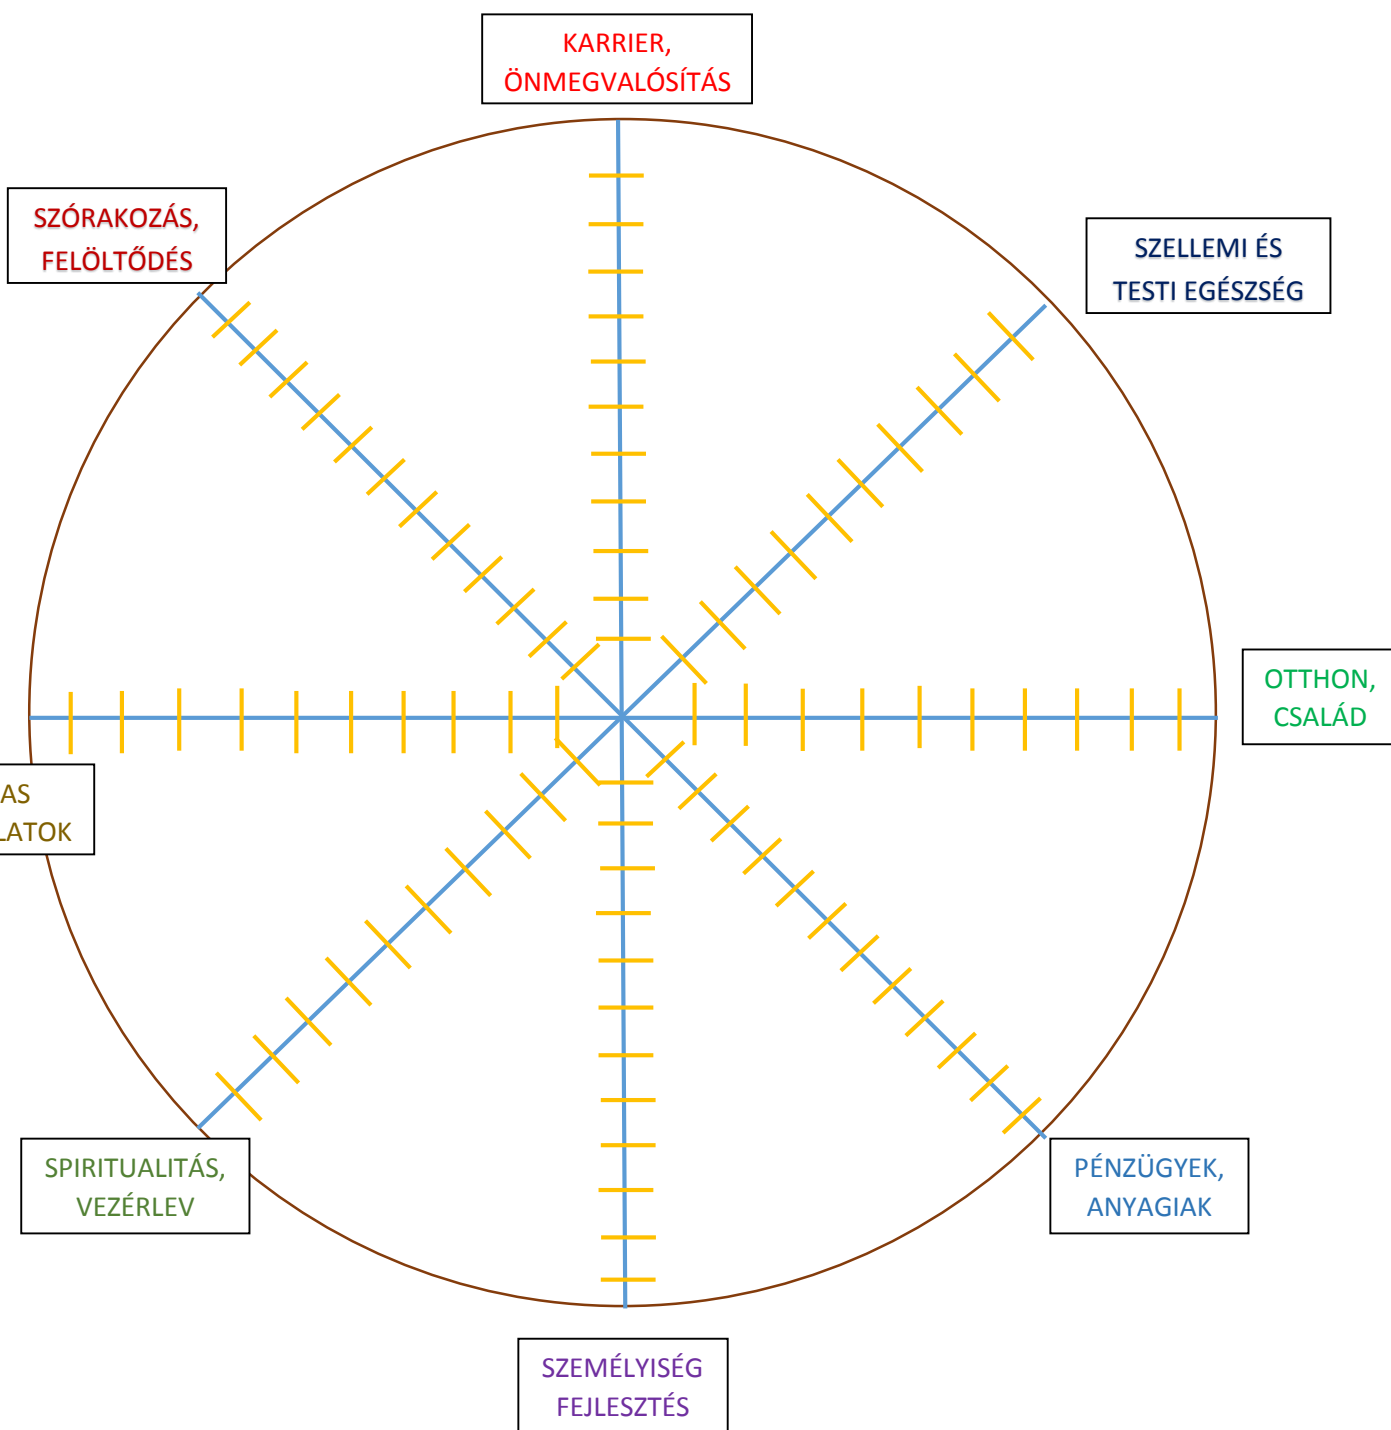 KARRIER,
ÖNMEGVALÓSÍTÁS
SZÓRAKOZÁS,
FELÖLTŐDÉS
SZELLEMI ÉS
TESTI EGÉSZSÉG
OTTHON,
CSALÁD
AS
LATOK
SPIRITUALITÁS,
VEZÉRLEV
PÉNZÜGYEK,
ANYAGIAK
SZEMÉLYISÉG
FEJLESZTÉS